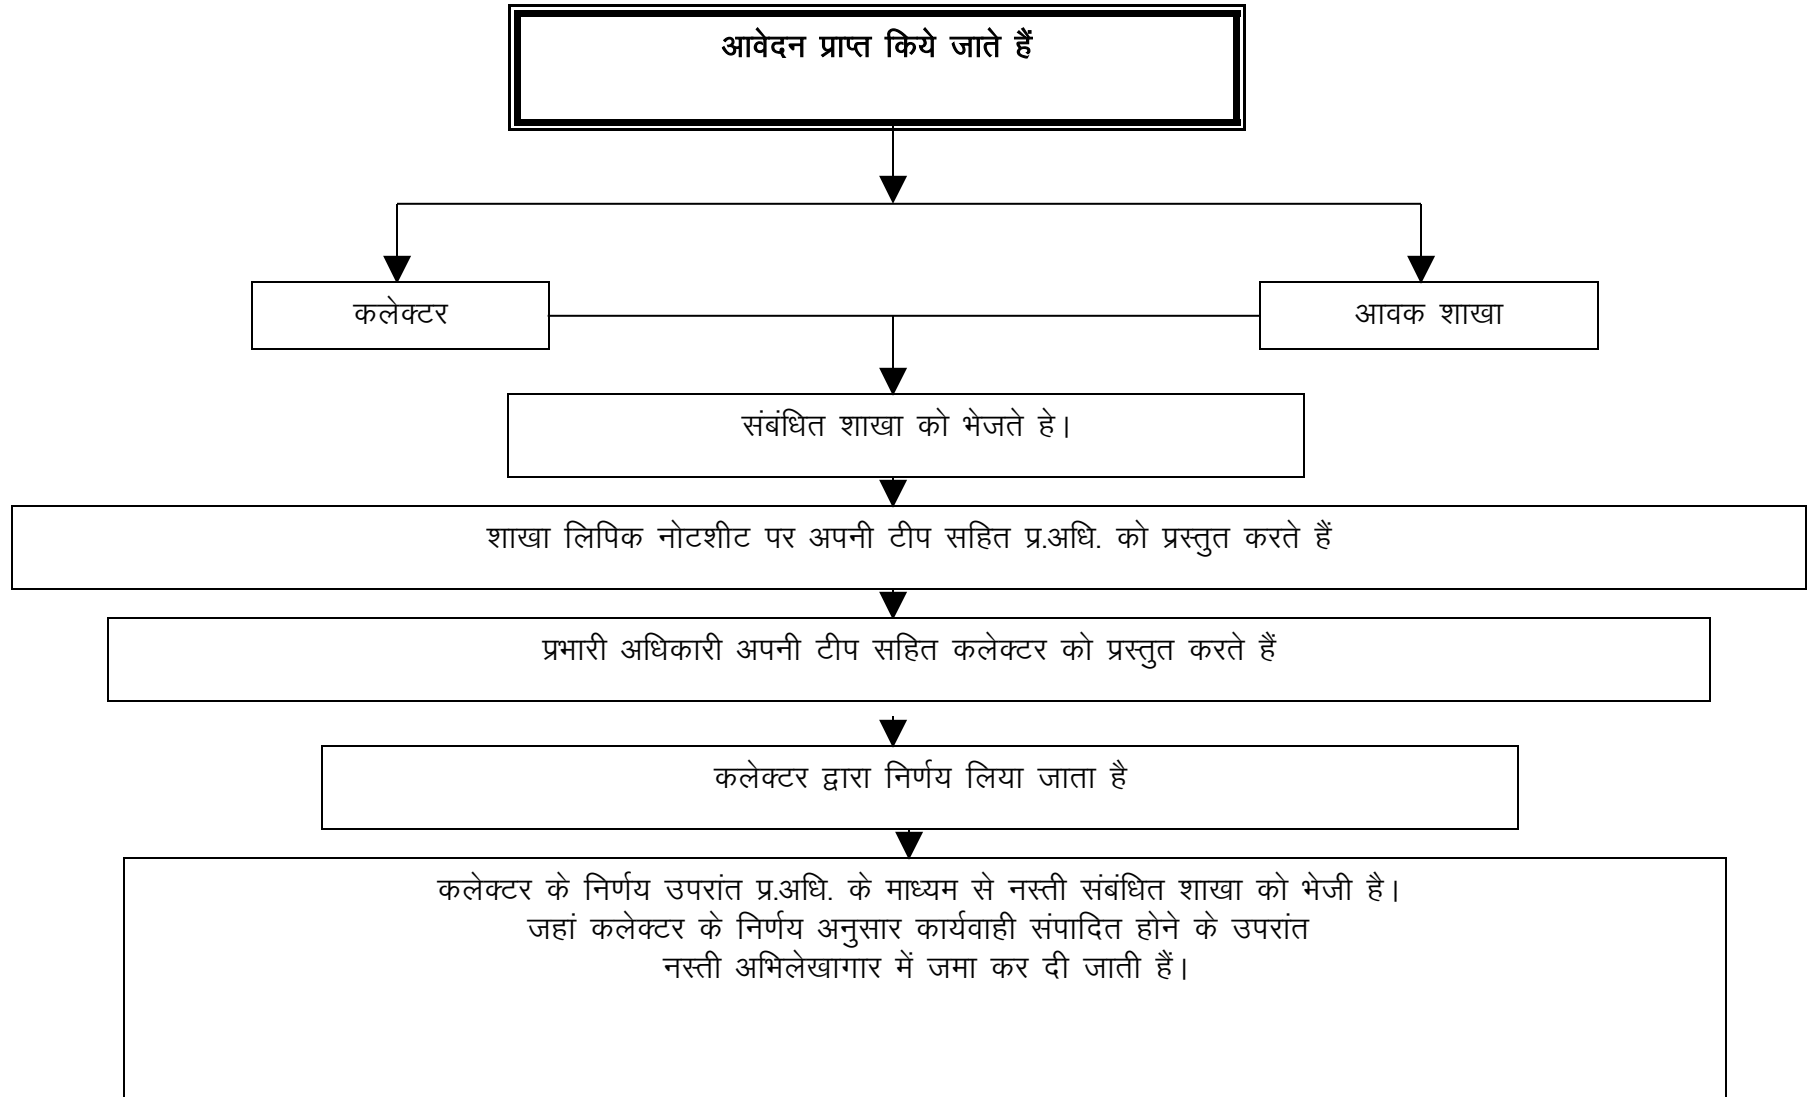 आवेदन प्राप्त किये जाते हैं
कलेक्टर
आवक शाखा
संबंधित शाखा को भेजते हे।
शाखा लिपिक नोटशीट पर अपनी टीप सहित प्र.अधि. को प्रस्तुत करते हैं
प्रभारी अधिकारी अपनी टीप सहित कलेक्टर को प्रस्तुत करते हैं
कलेक्टर द्वारा निर्णय लिया जाता है
कलेक्टर के निर्णय उपरांत प्र.अधि. के माध्यम से नस्ती संबंधित शाखा को भेजी है।
जहां कलेक्टर के निर्णय अनुसार कार्यवाही संपादित होने के उपरांत
नस्ती अभिलेखागार में जमा कर दी जाती हैं।